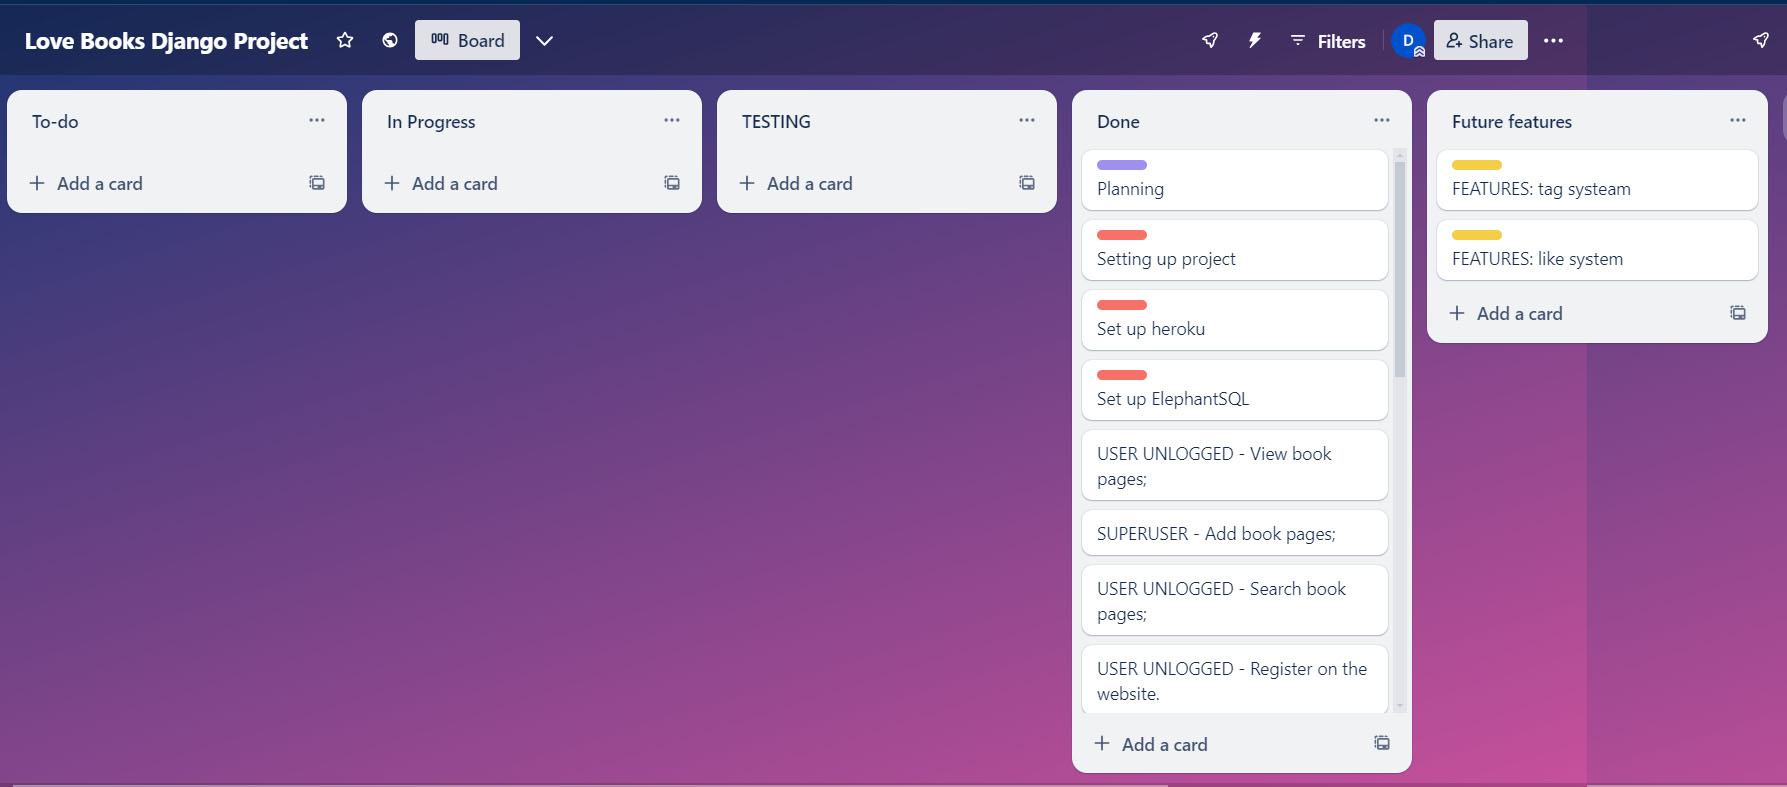 Love Books Django Project
Board
Filters
D
Share
To-do
Add a card
In Progress
Add a card
TESTING
Add a card
Done
Planning
Setting up project
Set up heroku
Set up ElephantSQL
USER UNLOGGED - View book
pages;
SUPERUSER - Add book pages;
USER UNLOGGED - Search book
pages;
USER UNLOGGED - Register on the
website.
Add a card
Future features
FEATURES: tag systeam
FEATURES: like system
Add a card